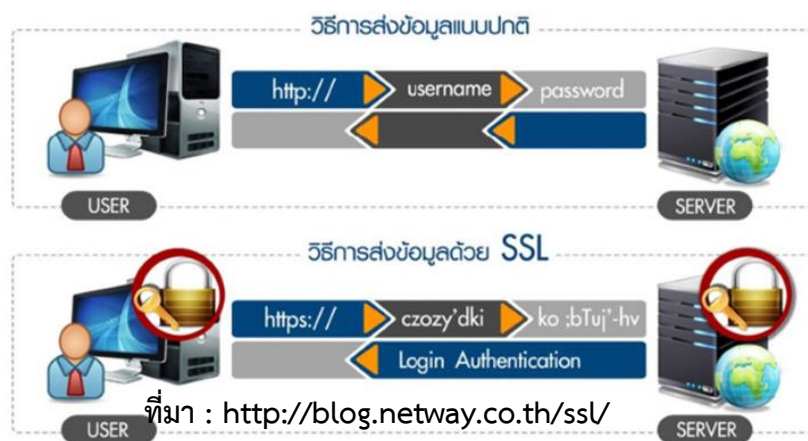 วิธีการส่งข้อมูลแบบปกติ
http:// username password
USER SERVER
วิธีการส่งข้อมูลด้วย SSL
https:// czozy'dki ko ;bTuj'-hv
Login Authentication
ที่มา : http://blog.netway.co.th/ssl/
USER SERVER